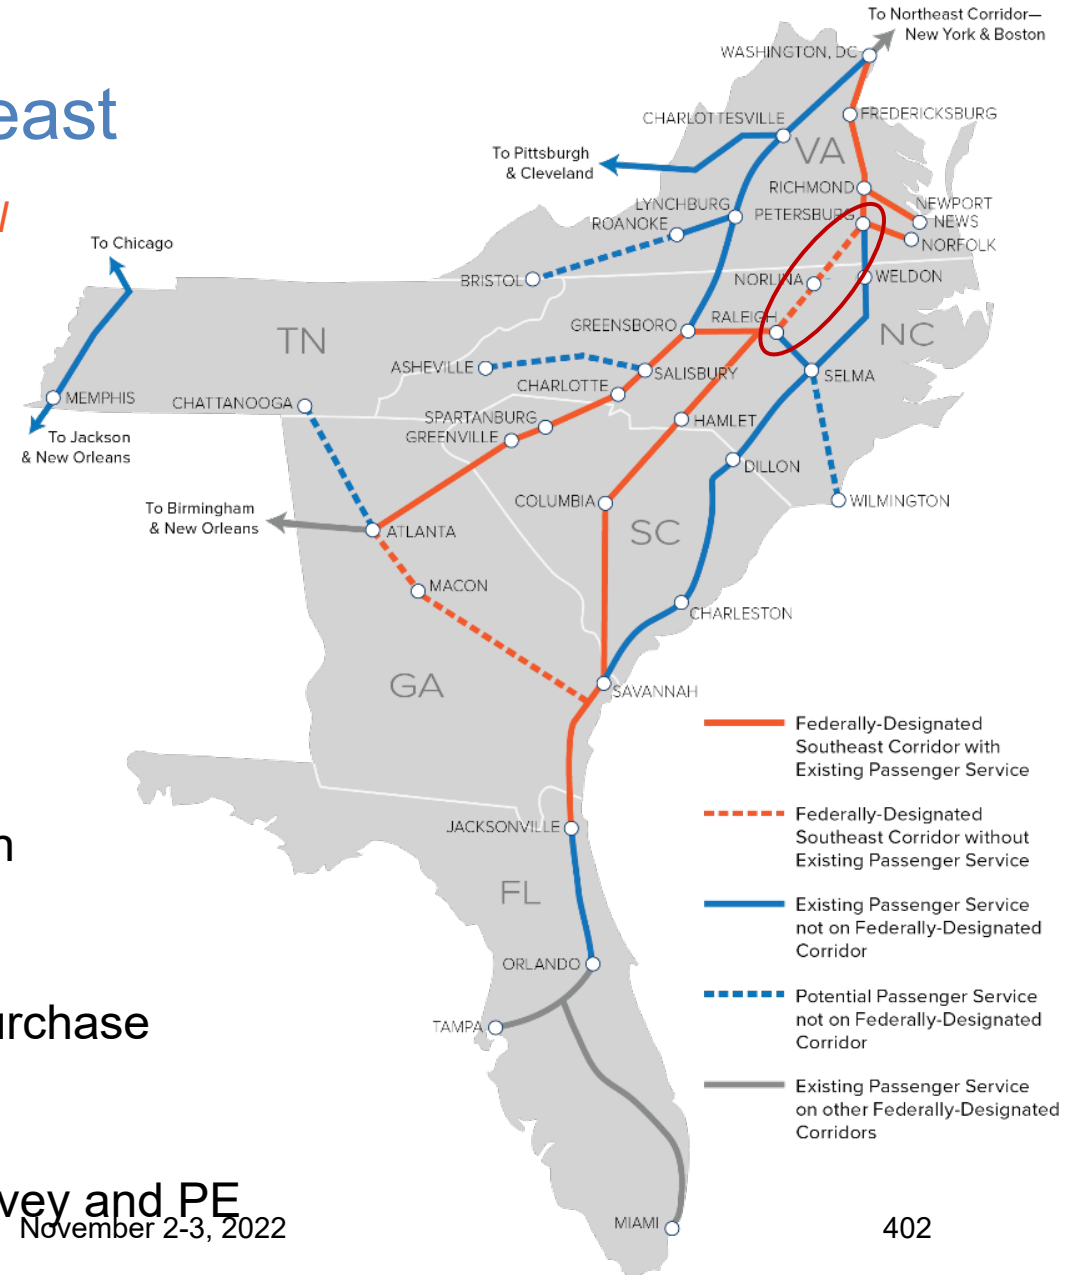 east
To Northeast Corridor—
New York & Boston
WASHINGTON, DC
FREDERICKSBURG
CHARLOTTESVILLE
VA
To Pittsburgh
& Cleveland
RICHMOND
NEWPORT
NEWS
LYNCHBURG
PETERSBURG
ROANOKE
NORFOLK
To Chicago
BRISTOL
NORLINA
WELDON
TN
GREENSBORO
RALEIGH
NC
ASHEVILLE
SALISBURY
SELMA
CHARLOTTE
MEMPHIS
CHATTANOOGA
SPARTANBURG
HAMLET
GREENVILLE
To Jackson
& New Orleans
DILLON
COLUMBIA
WILMINGTON
To Birmingham
& New Orleans
ATLANTA
SC
MACON
CHARLESTON
GA
SAVANNAH
Federally-Designated
Southeast Corridor with
Existing Passenger Service
Federally-Designated
Southeast Corridor without
Existing Passenger Service
JACKSONVILLE
n
FL
Existing Passenger Service
not on Federally-Designated
Corridor
ORLANDO
Potential Passenger Service
not on Federally-Designated
Corridor
urchase
TAMPA
Existing Passenger Service
on other Federally-Designated
Corridors
vey and PE
MIAMI
November 2-3, 2022
402